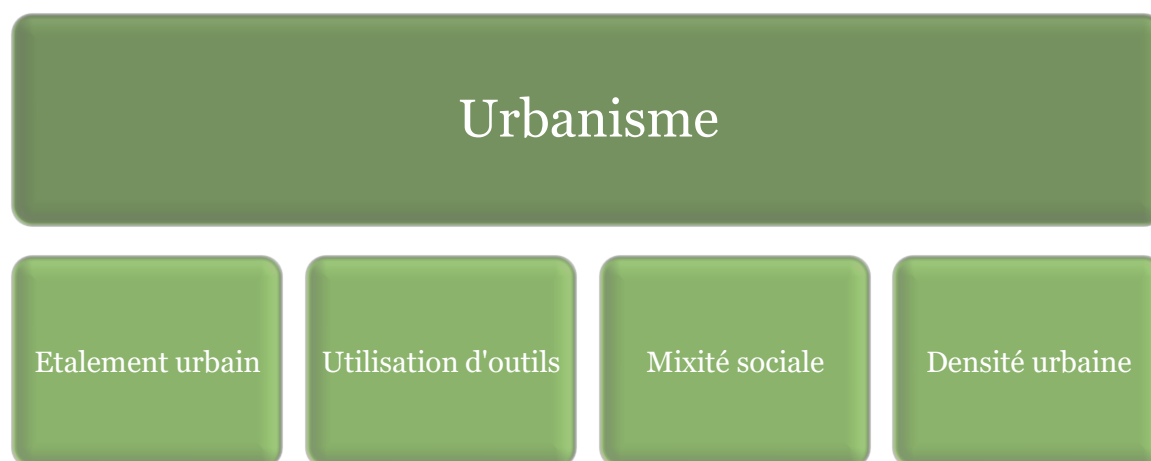 Urbanisme
Etalement urbain
Utilisation d'outils
Mixité sociale
Densité urbaine